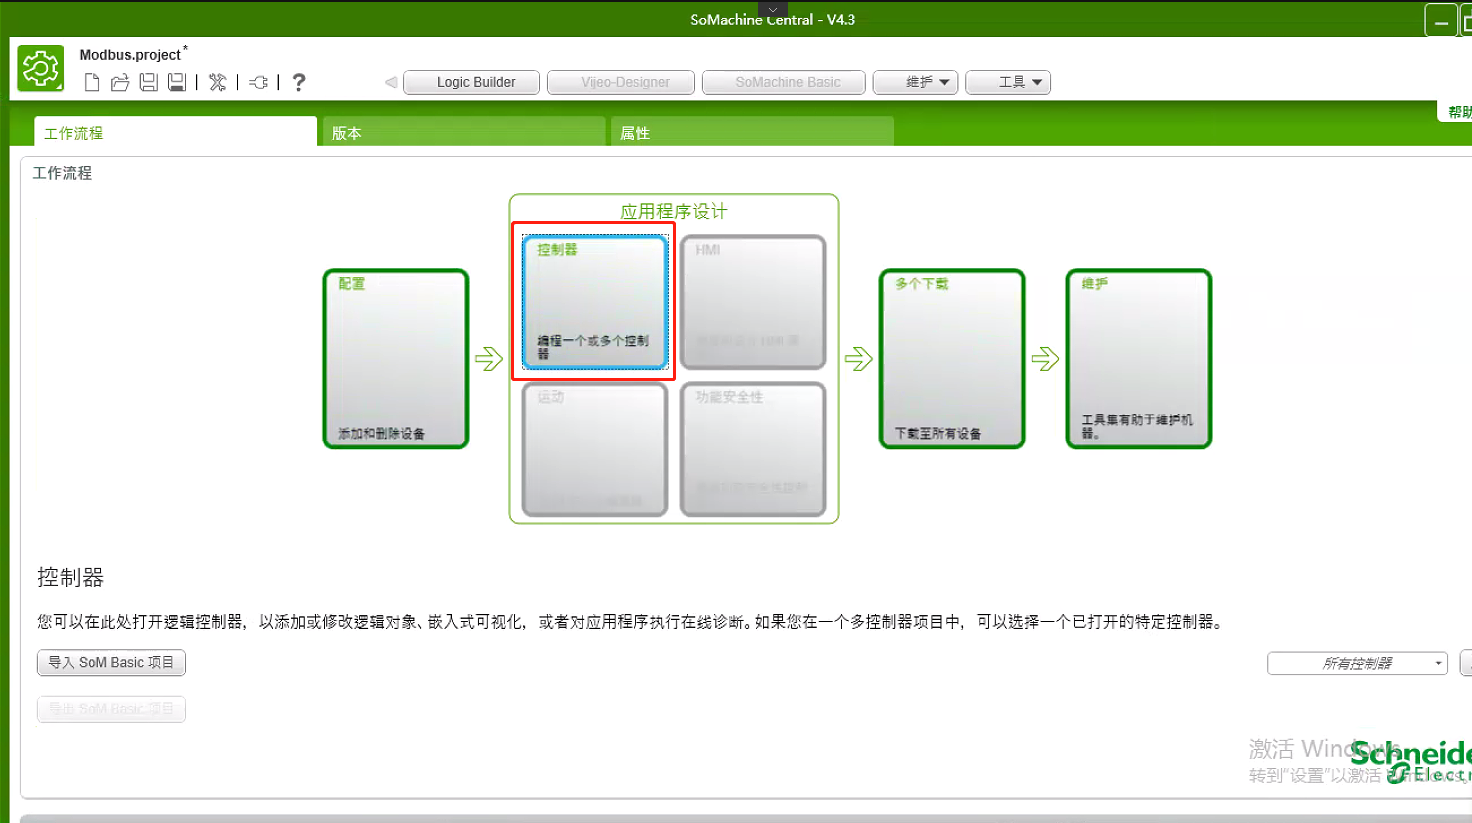 SoMachine Central - V4.3
Modbus.project*
Logic Builder
Vijeo-Designer
SoMachine Basic
维护
工具
帮助
工作流程
版本
属性
工作流程
应用程序设计
配置
添加和删除设备
控制器
编程一个或多个控制
器
HMI
运动
功能安全性
多个下载
下载至所有设备
维护
工具集有助于维护机
器。
控制器
您可以在此处打开逻辑控制器，以添加或修改逻辑对象、嵌入式可视化，或者对应用程序执行在线诊断。如果您在一个多控制器项目中，可以选择一个已打开的特定控制器。
导入 SoM Basic 项目
所有控制器
导出 SoM Basic 项目
激活 Windows
转到“设置”以激活 Windows。
Schneide
Electr